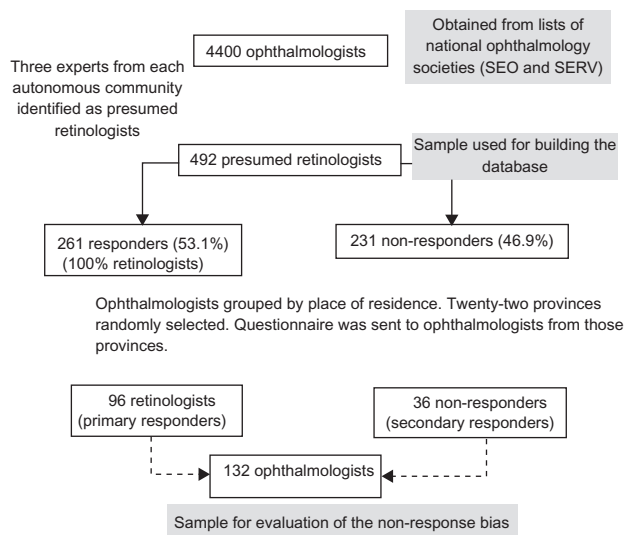 4400 ophthalmologists
Obtained from lists of
national ophthalmology
societies (SEO and SERV)
Three experts from each
autonomous community
identified as presumed
retinologists
492 presumed retinologists
Sample used for building the
database
261 responders (53.1%)
(100% retinologists)
231 non-responders (46.9%)
Ophthalmologists grouped by place of residence. Twenty-two provinces
randomly selected. Questionnaire was sent to ophthalmologists from those
provinces.
96 retinologists
(primary responders)
36 non-responders
(secondary responders)
132 ophthalmologists
Sample for evaluation of the non-response bias